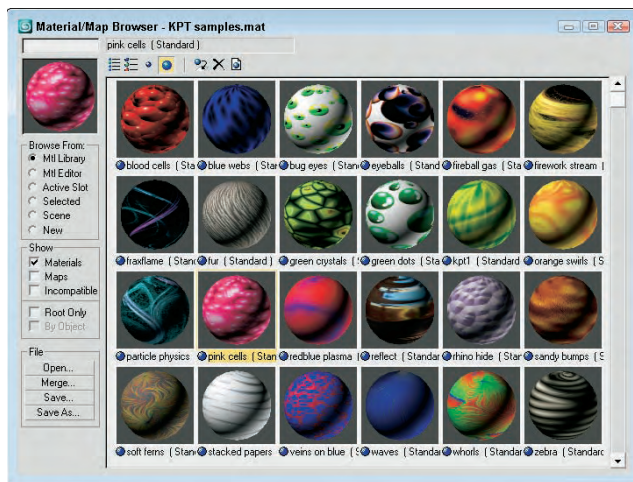 Material/Map Browser - KPT samples.mat
pink cells ( Standard )
blood cells ( Sta
blue webs ( Star
bug eyes ( Stan
eyeballs ( Stand
fireball gas ( Sta
firework stream (
Browse From:
Mtl Library
Mtl Editor
Active Slot
Selected
Scene
New
fraxflame ( Stan
fur ( Standard )
green crystals ( S
green dots ( Sta
kpt1 ( Standard
orange swirls ( S
Show
Materials
Maps
Incompatible
Root Only
By Object
particle physics
pink cells ( Stan
redblue plasma (
reflect ( Standar
rhino hide ( Star
sandy bumps ( S
File
Open...
Merge...
Save...
Save As...
soft ferns ( Stan
stacked papers
veins on blue ( S
waves ( Standa
whorls ( Standar
zebra ( Standarc